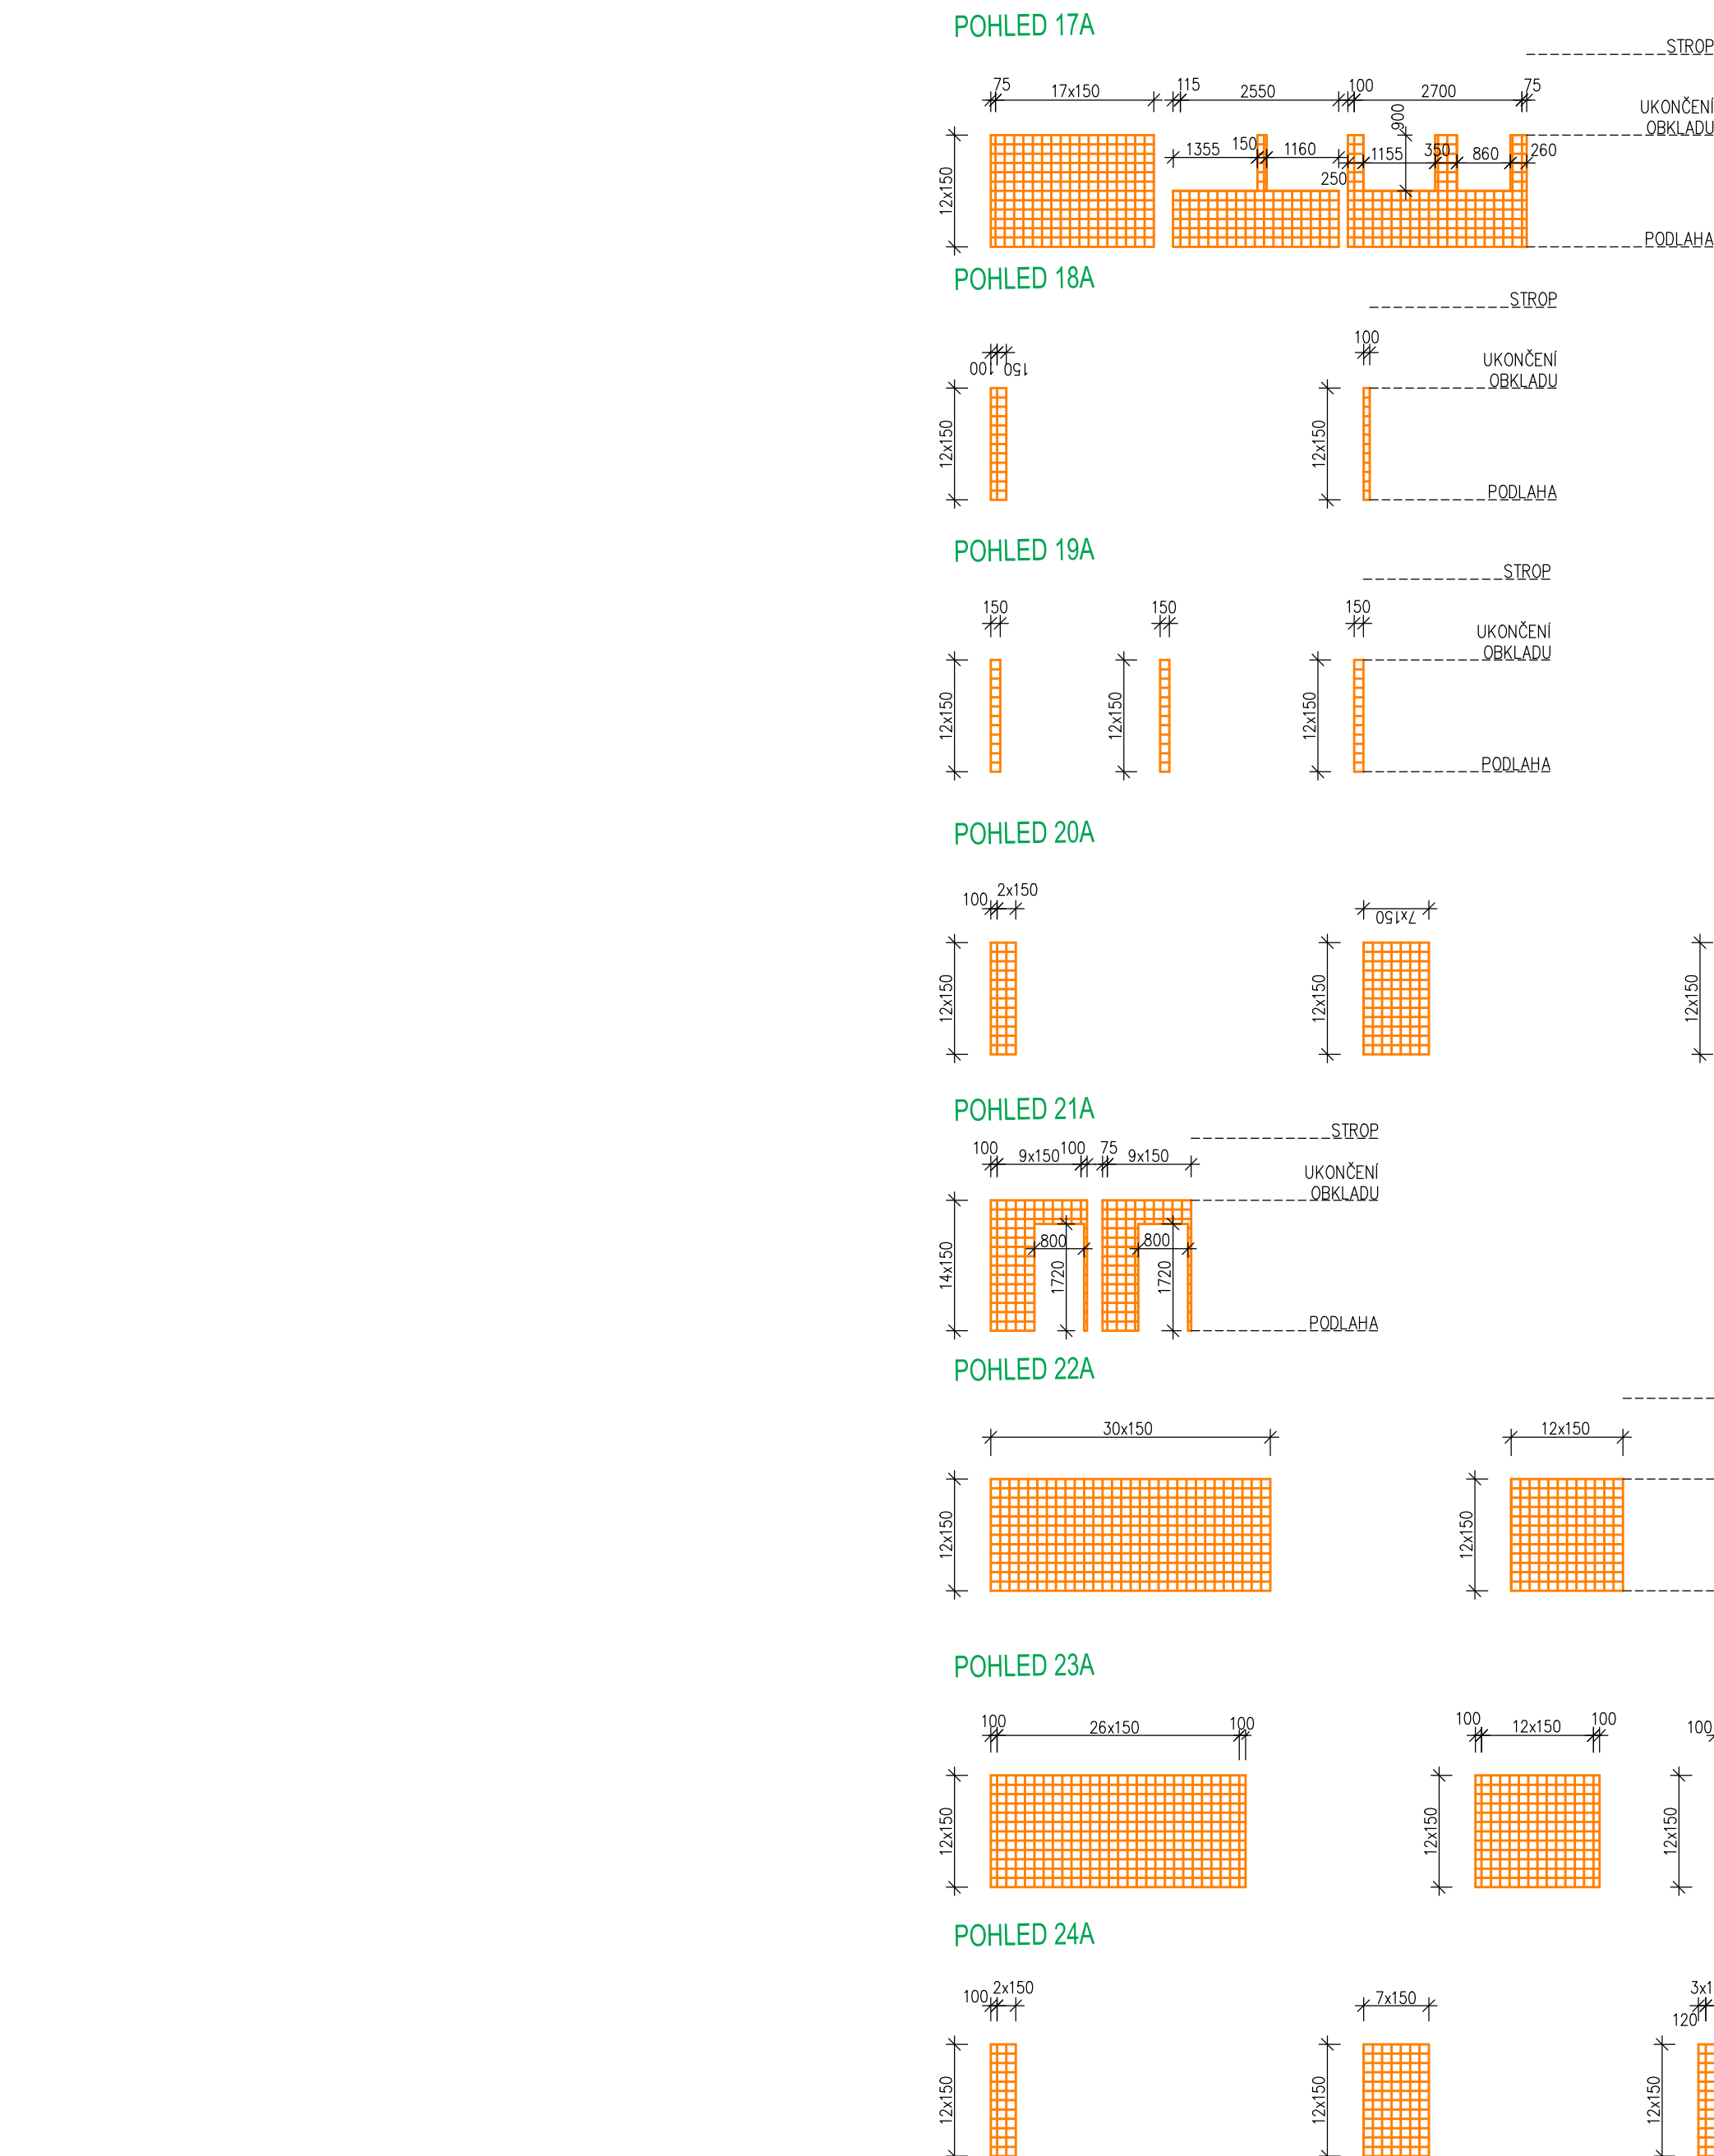 POHLED 17A
STROP
75 17x150 115 2550 100 2700 75
UKONČENÍ
OBKLADU
900
1355 150 1160 250 1155 350 860 260
12x150
PODLAHA
POHLED 18A
STROP
100 150 100
UKONČENÍ
OBKLADU
12x150 12x150
PODLAHA
POHLED 19A
STROP
150 150 150
UKONČENÍ
OBKLADU
12x150 12x150 12x150
PODLAHA
POHLED 20A
100 2x150 7x150
12x150 12x150 12x150
POHLED 21A
STROP
100 9x150 100 75 9x150
UKONČENÍ
OBKLADU
800 800
14x150 1720 1720
PODLAHA
POHLED 22A
30x150 12x150
12x150 12x150
POHLED 23A
100 26x150 100 100 12x150 100 100
12x150 12x150 12x150
POHLED 24A
100 2x150 7x150 3x1
120
12x150 12x150 12x150